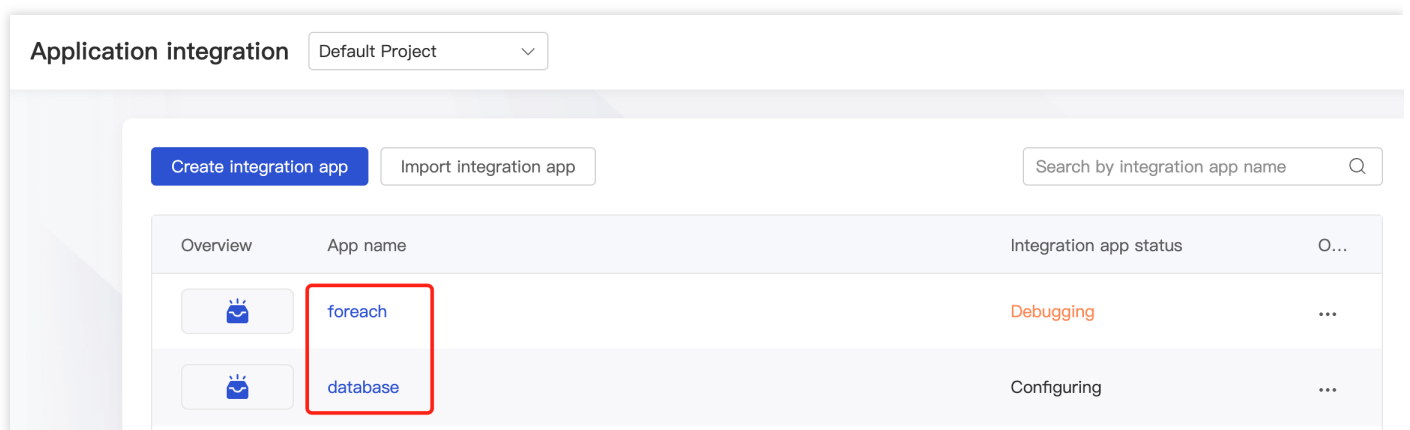 Application integration Default Project
Create integration app Import integration app Search by integration app name
Overview App name Integration app status O...
foreach Debugging ...
database Configuring ...